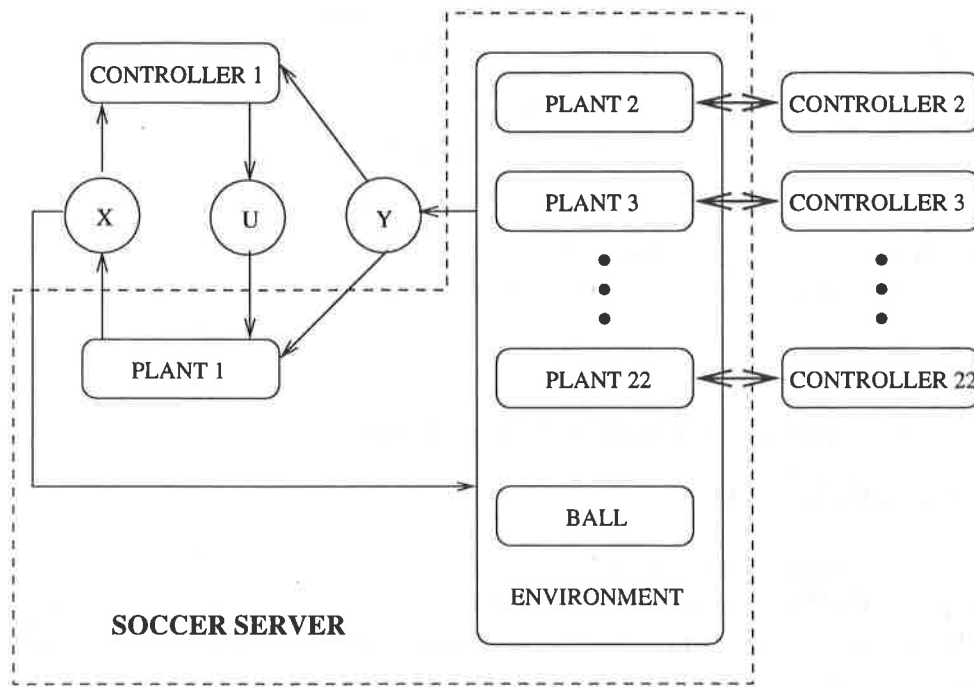 CONTROLLER 1
X
U
Y
PLANT 1
PLANT 2
CONTROLLER 2
PLANT 3
CONTROLLER 3
PLANT 22
CONTROLLER 22
BALL
ENVIRONMENT
SOCCER SERVER